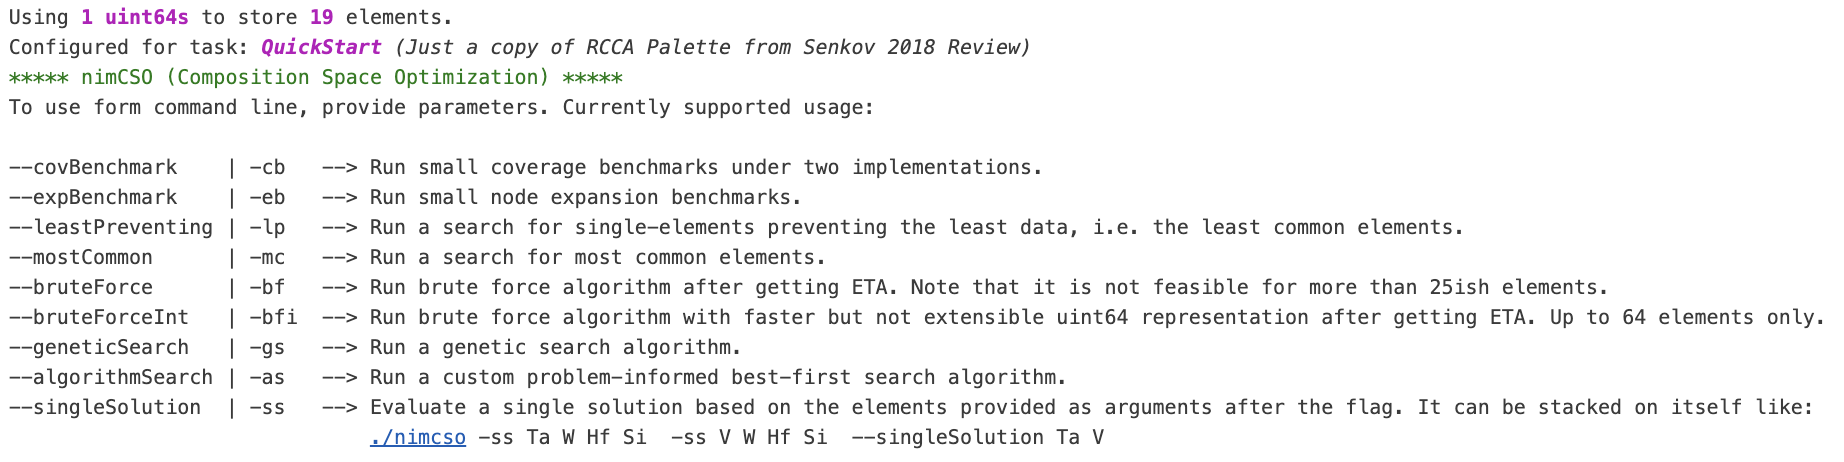 Using 1 uint64s to store 19 elements.
Configured for task: QuickStart (Just a copy of RCCA Palette from Senkov 2018 Review)
***** nimCSO (Composition Space Optimization) *****
To use form command line, provide parameters. Currently supported usage:
--covBenchmark    | -cb   --> Run small coverage benchmarks under two implementations.
--expBenchmark    | -eb   --> Run small node expansion benchmarks.
--leastPreventing | -lp   --> Run a search for single-elements preventing the least data, i.e. the least common elements.
--mostCommon      | -mc   --> Run a search for most common elements.
--bruteForce      | -bf   --> Run brute force algorithm after getting ETA. Note that it is not feasible for more than 25ish elements.
--bruteForceInt   | -bfi  --> Run brute force algorithm with faster but not extensible uint64 representation after getting ETA. Up to 64 elements only.
--geneticSearch   | -gs   --> Run a genetic search algorithm.
--algorithmSearch | -as   --> Run a custom problem-informed best-first search algorithm.
--singleSolution  | -ss   --> Evaluate a single solution based on the elements provided as arguments after the flag. It can be stacked on itself like:
                              ./nimcso -ss Ta W Hf Si  -ss V W Hf Si  --singleSolution Ta V